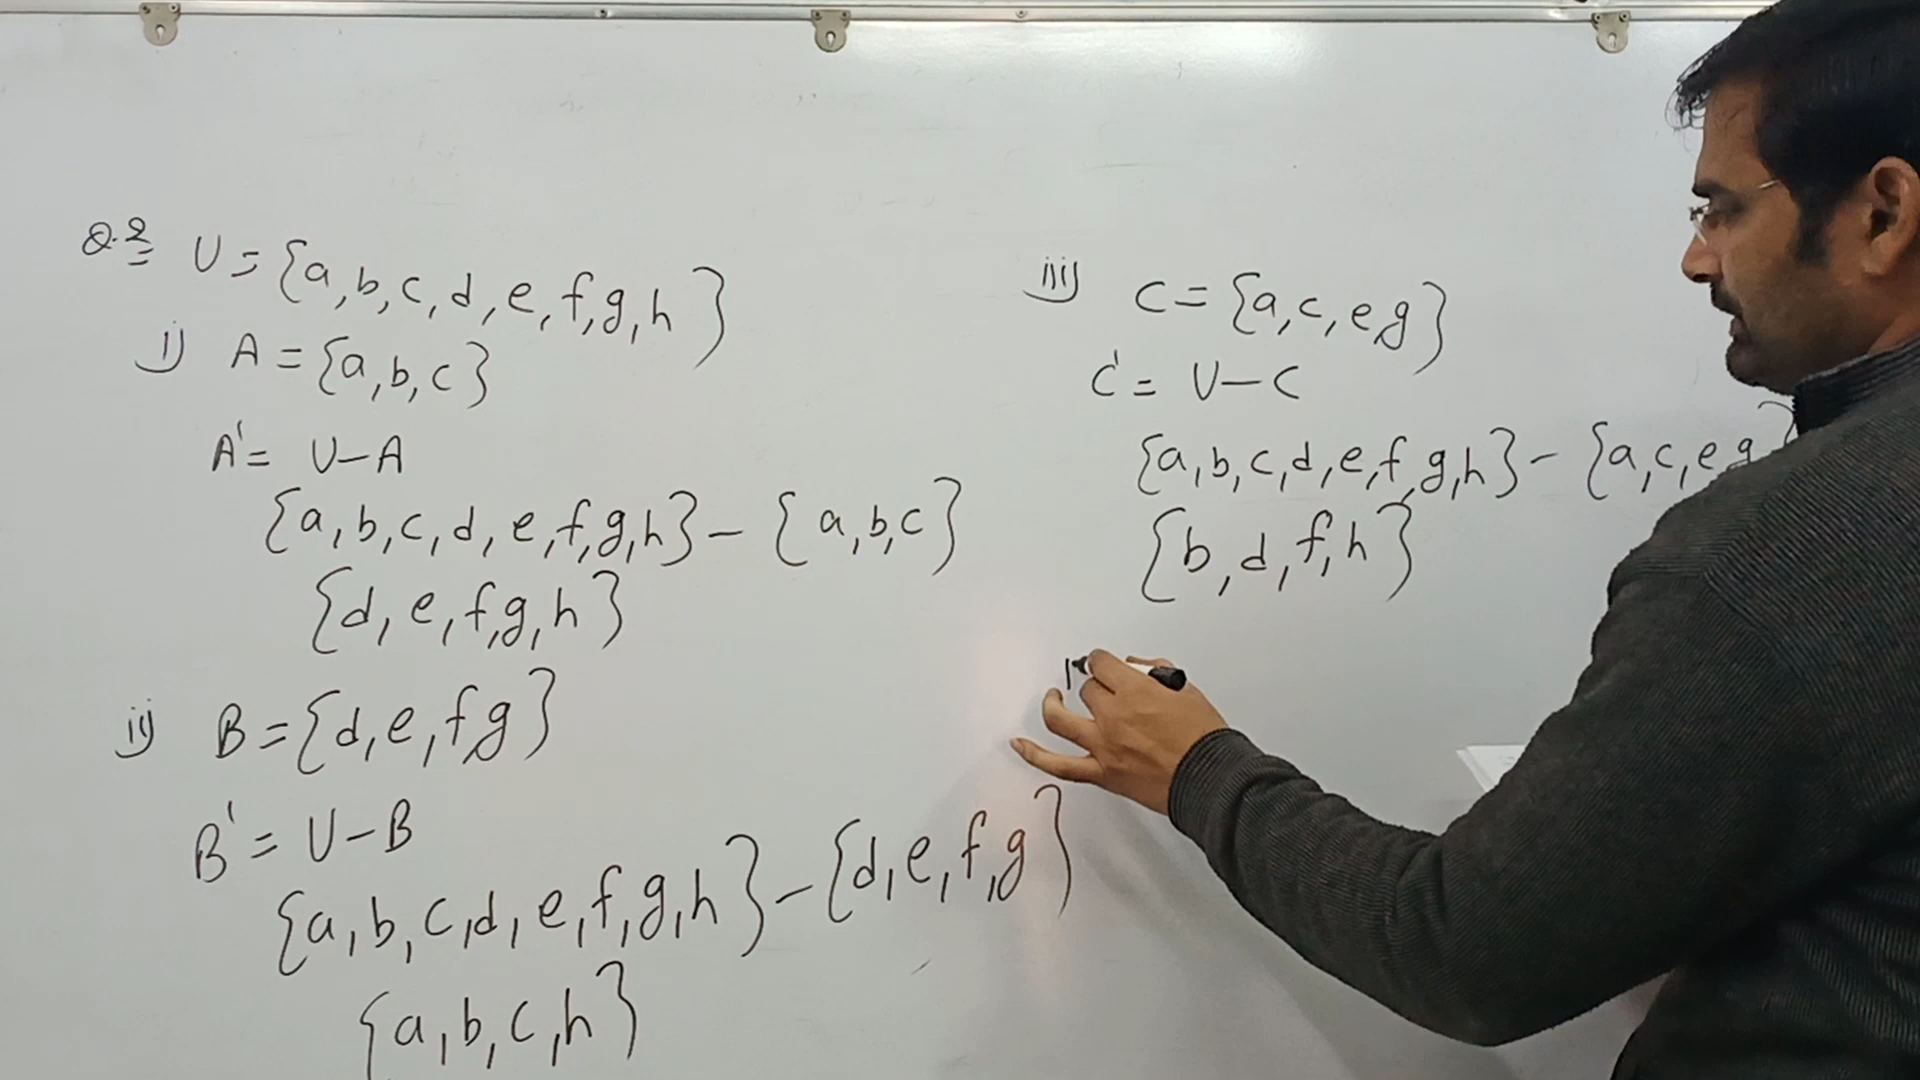 Q.2 U = {a, b, c, d, e, f, g, h}
i) A = {a, b, c}
A' = U - A
{a, b, c, d, e, f, g, h} - {a, b, c}
{d, e, f, g, h}
ii) B = {d, e, f, g}
B' = U - B
{a, b, c, d, e, f, g, h} - {d, e, f, g}
{a, b, c, h}
iii) C = {a, c, e, g}
C' = U - C
{a, b, c, d, e, f, g, h} - {a, c, e, g}
{b, d, f, h}